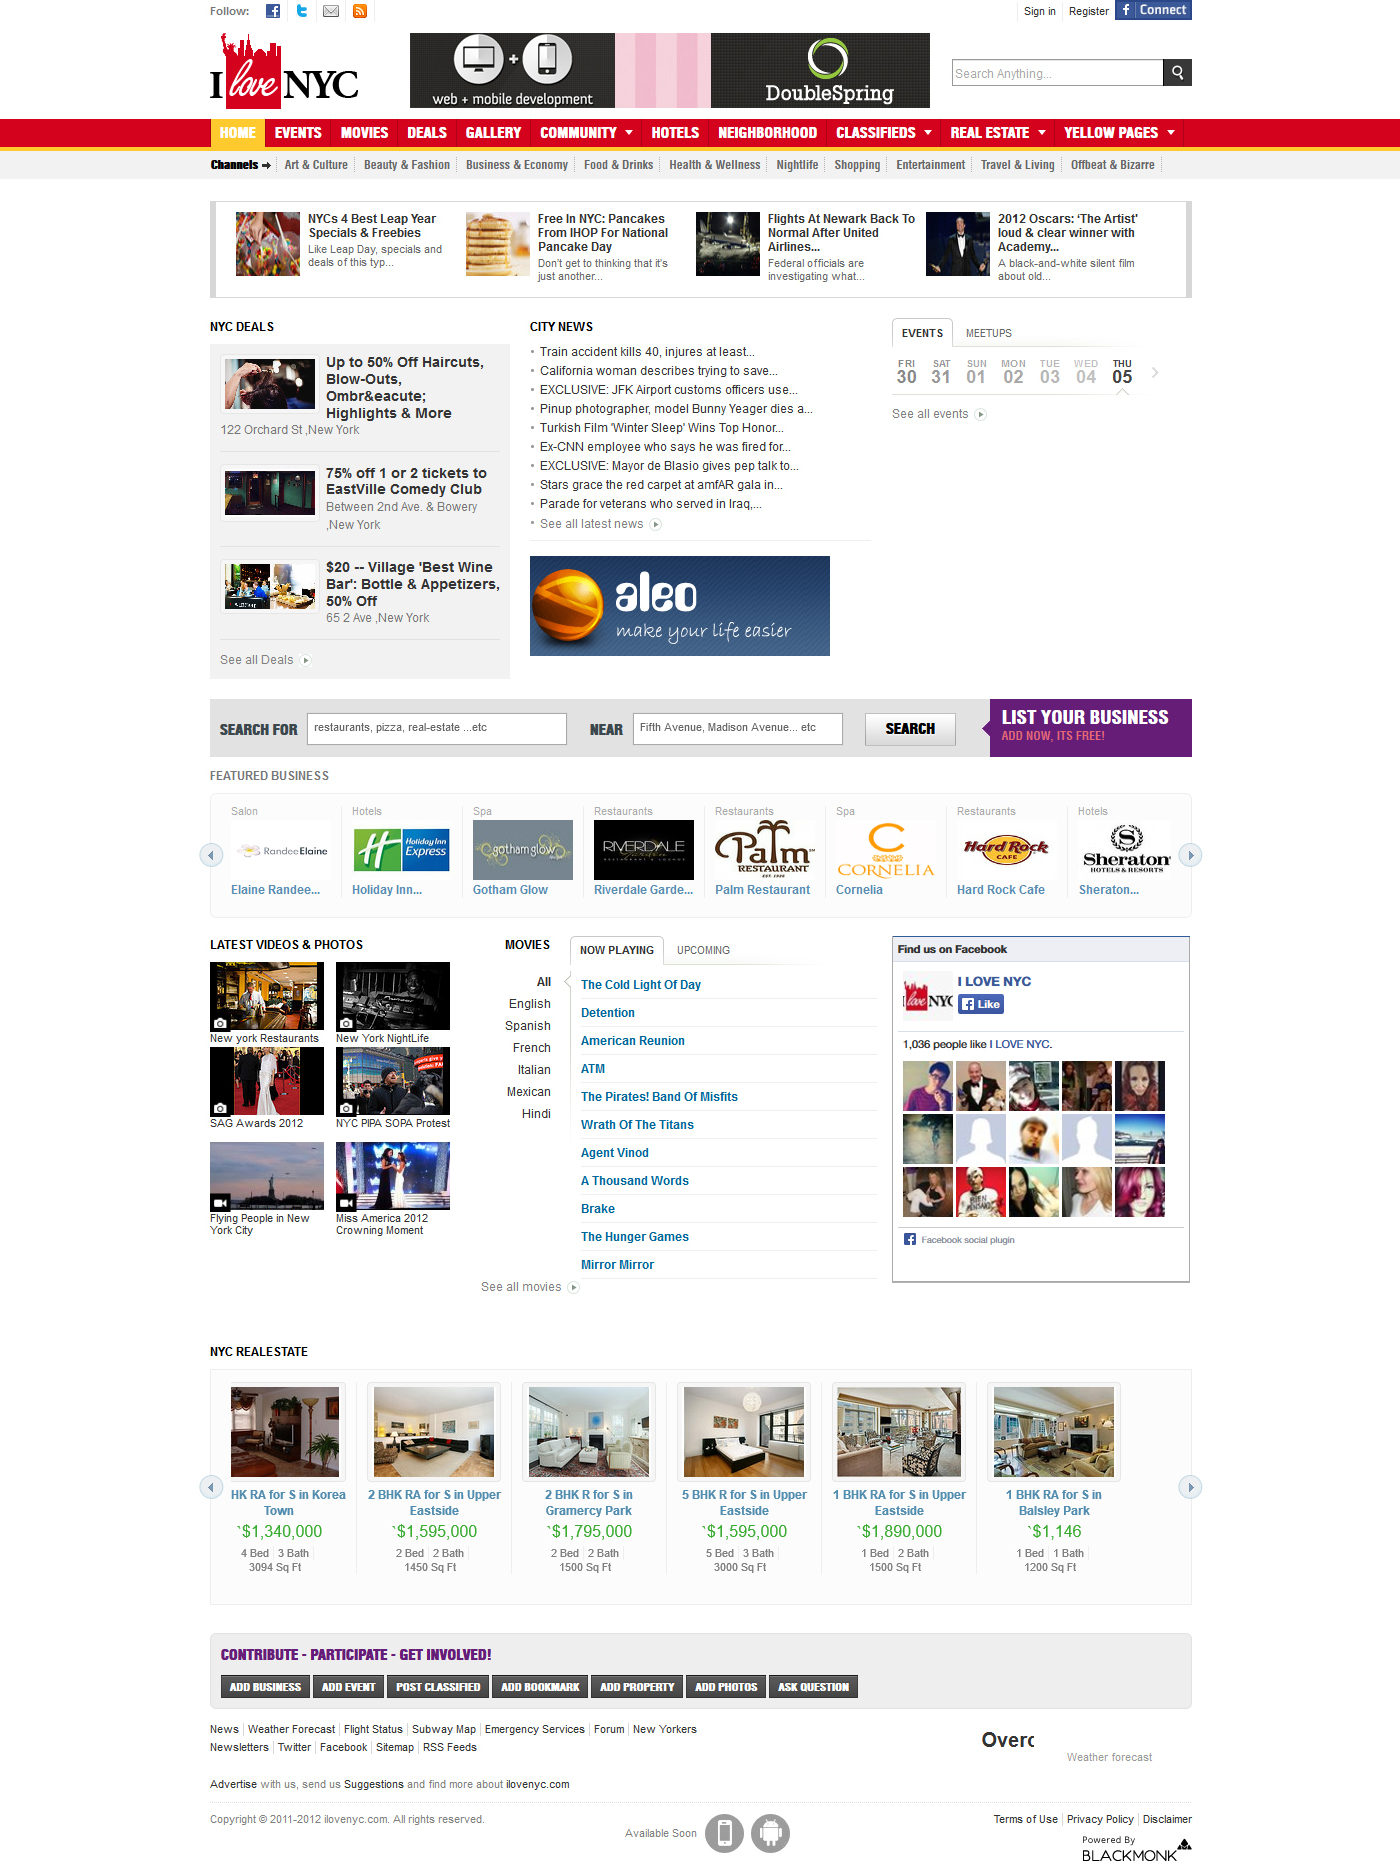 Follow:
Sign in Register Connect
I love NYC
web + mobile development
DoubleSpring
Search Anything...
HOME EVENTS MOVIES DEALS GALLERY COMMUNITY HOTELS NEIGHBORHOOD CLASSIFIEDS REAL ESTATE YELLOW PAGES
Channels Art & Culture Beauty & Fashion Business & Economy Food & Drinks Health & Wellness Nightlife Shopping Entertainment Travel & Living Offbeat & Bizarre
NYCs 4 Best Leap Year
Specials & Freebies
Like Leap Day, specials and
deals of this typ...
Free In NYC: Pancakes
From IHOP For National
Pancake Day
Don't get to thinking that it's
just another...
Flights At Newark Back To
Normal After United
Airlines...
Federal officials are
investigating what...
2012 Oscars: 'The Artist'
loud & clear winner with
Academy...
A black-and-white silent film
about old...
NYC DEALS
Up to 50% Off Haircuts,
Blow-Outs,
Ombr&eacute;
Highlights & More
122 Orchard St ,New York
75% off 1 or 2 tickets to
EastVille Comedy Club
Between 2nd Ave. & Bowery
,New York
$20 -- Village 'Best Wine
Bar': Bottle & Appetizers,
50% Off
65 2 Ave ,New York
See all Deals
CITY NEWS
Train accident kills 40, injures at least...
California woman describes trying to save...
EXCLUSIVE: JFK Airport customs officers use...
Pinup photographer, model Bunny Yeager dies a...
Turkish Film 'Winter Sleep' Wins Top Honor...
Ex-CNN employee who says he was fired for...
EXCLUSIVE: Mayor de Blasio gives pep talk to...
Stars grace the red carpet at amfAR gala in...
Parade for veterans who served in Iraq,...
See all latest news
aleo
make your life easier
EVENTS MEETUPS
FRI SAT SUN MON TUE WED THU
30 31 01 02 03 04 05
See all events
SEARCH FOR restaurants, pizza, real-estate ...etc NEAR Fifth Avenue, Madison Avenue... etc SEARCH
LIST YOUR BUSINESS
ADD NOW, ITS FREE!
FEATURED BUSINESS
Salon Hotels Spa Restaurants Restaurants Spa Restaurants Hotels
RandeeElaine
Holiday Inn
Express
gothamglow
RIVERDALE
Palm
RESTAURANT
EST. 1926
C
CORNELIA
Hard Rock
CAFE
S
Sheraton
HOTELS & RESORTS
Elaine Randee... Holiday Inn... Gotham Glow Riverdale Garde... Palm Restaurant Cornelia Hard Rock Cafe Sheraton...
LATEST VIDEOS & PHOTOS
New york Restaurants New York NightLife
SAG Awards 2012 NYC PIPA SOPA Protest
Flying People in New
York City
Miss America 2012
Crowning Moment
MOVIES NOW PLAYING UPCOMING
All
English
Spanish
French
Italian
Mexican
Hindi
The Cold Light Of Day
Detention
American Reunion
ATM
The Pirates! Band Of Misfits
Wrath Of The Titans
Agent Vinod
A Thousand Words
Brake
The Hunger Games
Mirror Mirror
See all movies
Find us on Facebook
love NYC
I LOVE NYC
Like
1,036 people like I LOVE NYC.
Facebook social plugin
NYC REALESTATE
HK RA for S in Korea
Town
`$1,340,000
4 Bed 3 Bath
3094 Sq Ft
2 BHK RA for S in Upper
Eastside
`$1,595,000
2 Bed 2 Bath
1450 Sq Ft
2 BHK R for S in
Gramercy Park
`$1,795,000
2 Bed 2 Bath
1500 Sq Ft
5 BHK R for S in Upper
Eastside
`$1,595,000
5 Bed 3 Bath
3000 Sq Ft
1 BHK RA for S in Upper
Eastside
`$1,890,000
1 Bed 2 Bath
1500 Sq Ft
1 BHK RA for S in
Balsley Park
`$1,146
1 Bed 1 Bath
1200 Sq Ft
CONTRIBUTE - PARTICIPATE - GET INVOLVED!
ADD BUSINESS ADD EVENT POST CLASSIFIED ADD BOOKMARK ADD PROPERTY ADD PHOTOS ASK QUESTION
News Weather Forecast Flight Status Subway Map Emergency Services Forum New Yorkers
Newsletters Twitter Facebook Sitemap RSS Feeds
Overc
Weather forecast
Advertise with us, send us Suggestions and find more about ilovenyc.com
Copyright © 2011-2012 ilovenyc.com. All rights reserved.
Available Soon
Terms of Use Privacy Policy Disclaimer
Powered By
BLACKMONK